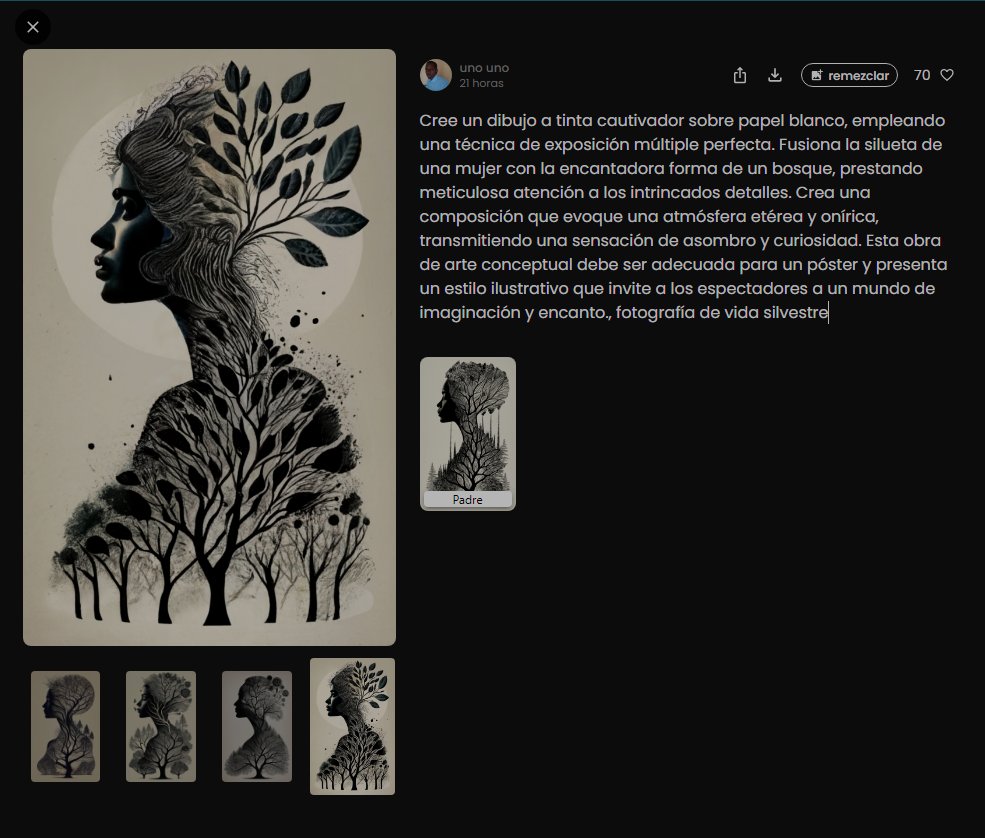 uno uno
21 horas
remezclar
70
Cree un dibujo a tinta cautivador sobre papel blanco, empleando
una técnica de exposición múltiple perfecta. Fusiona la silueta de
una mujer con la encantadora forma de un bosque, prestando
meticulosa atención a los intrincados detalles. Crea una
composición que evoque una atmósfera etérea y onírica,
transmitiendo una sensación de asombro y curiosidad. Esta obra
de arte conceptual debe ser adecuada para un póster y presenta
un estilo ilustrativo que invite a los espectadores a un mundo de
imaginación y encanto., fotografía de vida silvestre
Padre